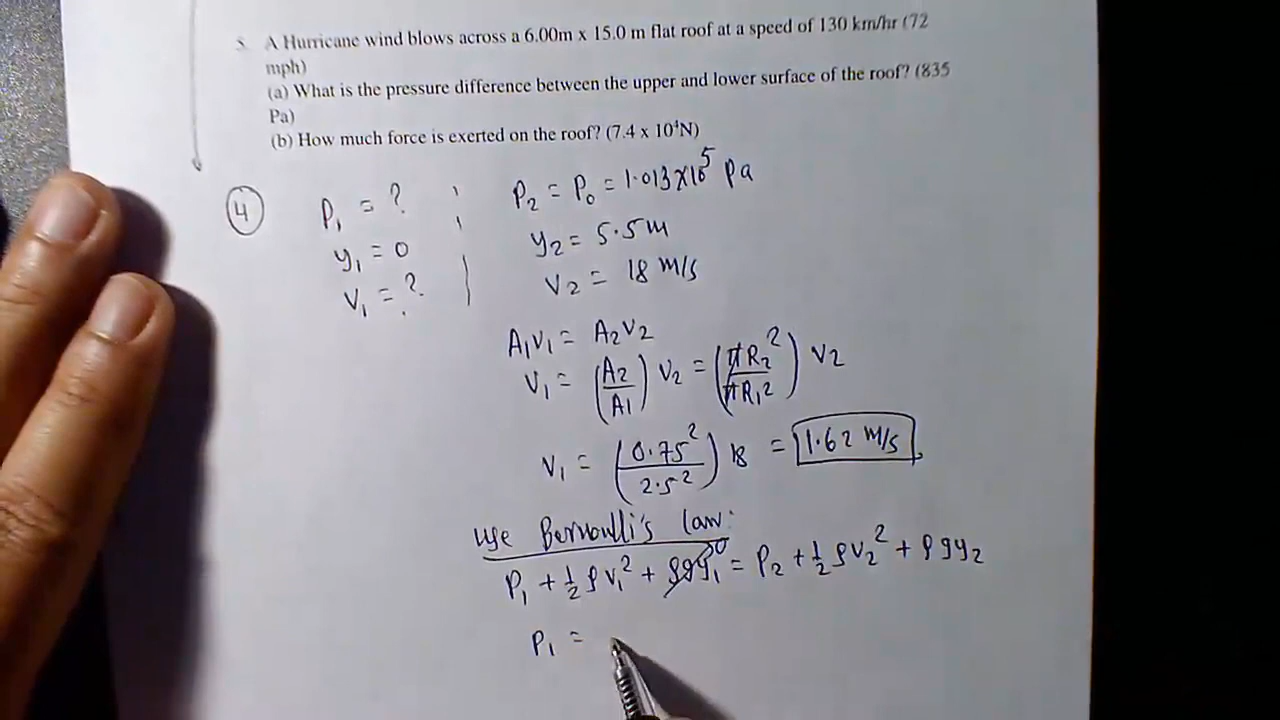 5. A Hurricane wind blows across a 6.00m x 15.0 m flat roof at a speed of 130 km/hr (72
mph)
(a) What is the pressure difference between the upper and lower surface of the roof? (835
Pa)
(b) How much force is exerted on the roof? (7.4 x 10⁴N)
④ P₁ = ? P₂ = P₀ = 1.013×10⁵ Pa
y₁ = 0 y₂ = 5.5m
V₁ = ? V₂ = 18 m/s
A₁V₁ = A₂V₂
V₁ = (A₂/A₁) V₂ = (πR₂²/πR₁²) V₂
V₁ = (0.75²/2.5²) 18 = 1.62 m/s
Use Bernoulli's law:
P₁ + ½ρV₁² + ρgy₁⁰ = P₂ + ½ρV₂² + ρgy₂
P₁ =